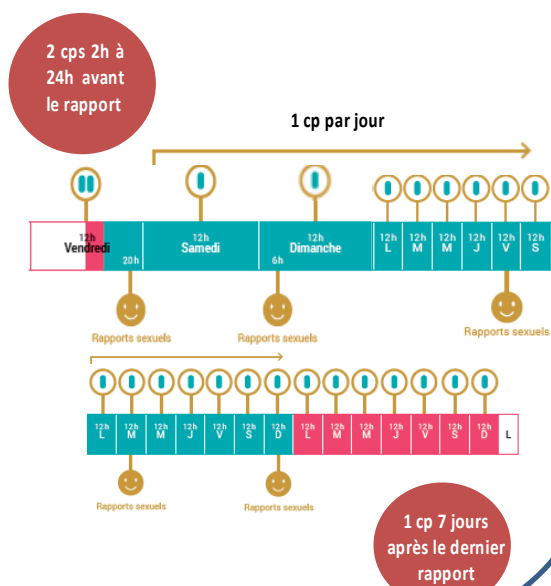 2 cps 2h à
24h avant
le rapport
1 cp par jour
12h 12h 12h 12h 12h 12h 12h 12h 12h
Vendredi Samedi Dimanche L M M J V S
20h 6h
Rapports sexuels Rapports sexuels Rapports sexuels
12h 12h 12h 12h 12h 12h 12h 12h 12h 12h 12h 12h 12h 12h
L M M J V S D L M M J V S D L
Rapports sexuels Rapports sexuels
1 cp 7 jours
après le dernier
rapport